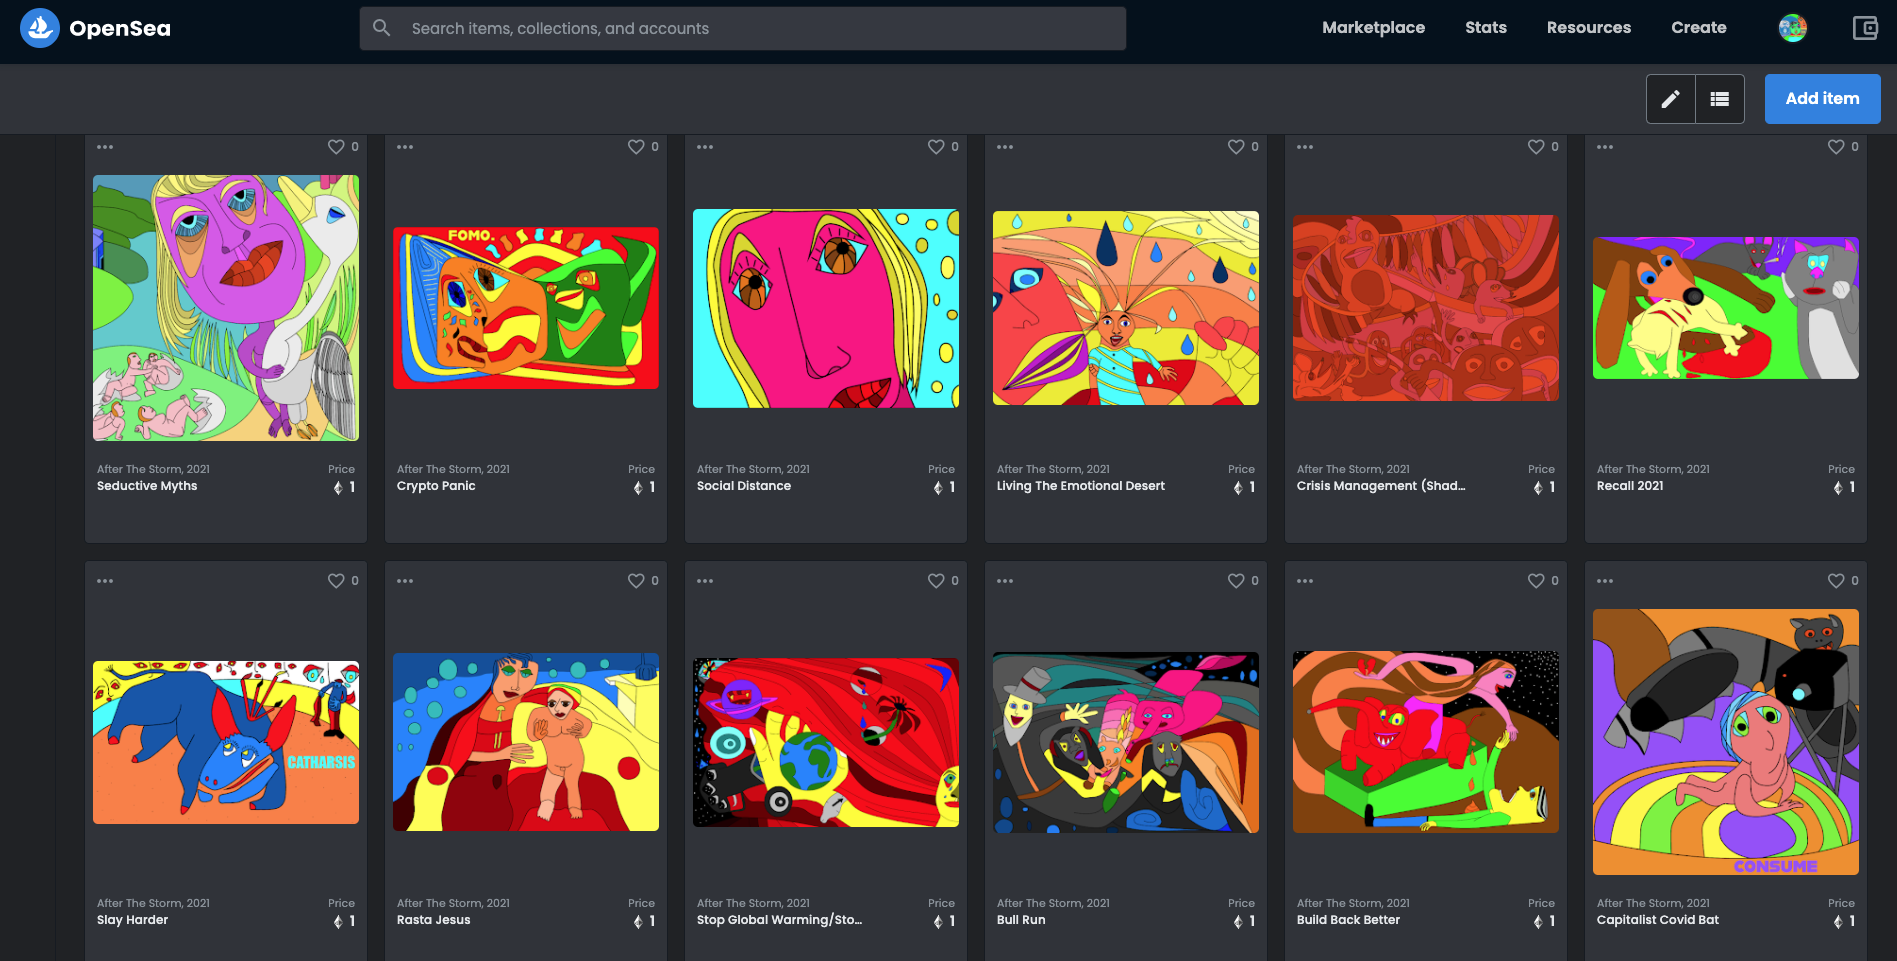 OpenSea
Search items, collections, and accounts
Marketplace
Stats
Resources
Create
Add item
0
0
0
0
0
0
FOMO.
After The Storm, 2021 Price
Seductive Myths 1
After The Storm, 2021 Price
Crypto Panic 1
After The Storm, 2021 Price
Social Distance 1
After The Storm, 2021 Price
Living The Emotional Desert 1
After The Storm, 2021 Price
Crisis Management (Shad... 1
After The Storm, 2021 Price
Recall 2021 1
0
0
0
0
0
0
CATHARSIS
CONSUME
After The Storm, 2021 Price
Slay Harder 1
After The Storm, 2021 Price
Rasta Jesus 1
After The Storm, 2021 Price
Stop Global Warming/Sto... 1
After The Storm, 2021 Price
Bull Run 1
After The Storm, 2021 Price
Build Back Better 1
After The Storm, 2021 Price
Capitalist Covid Bat 1